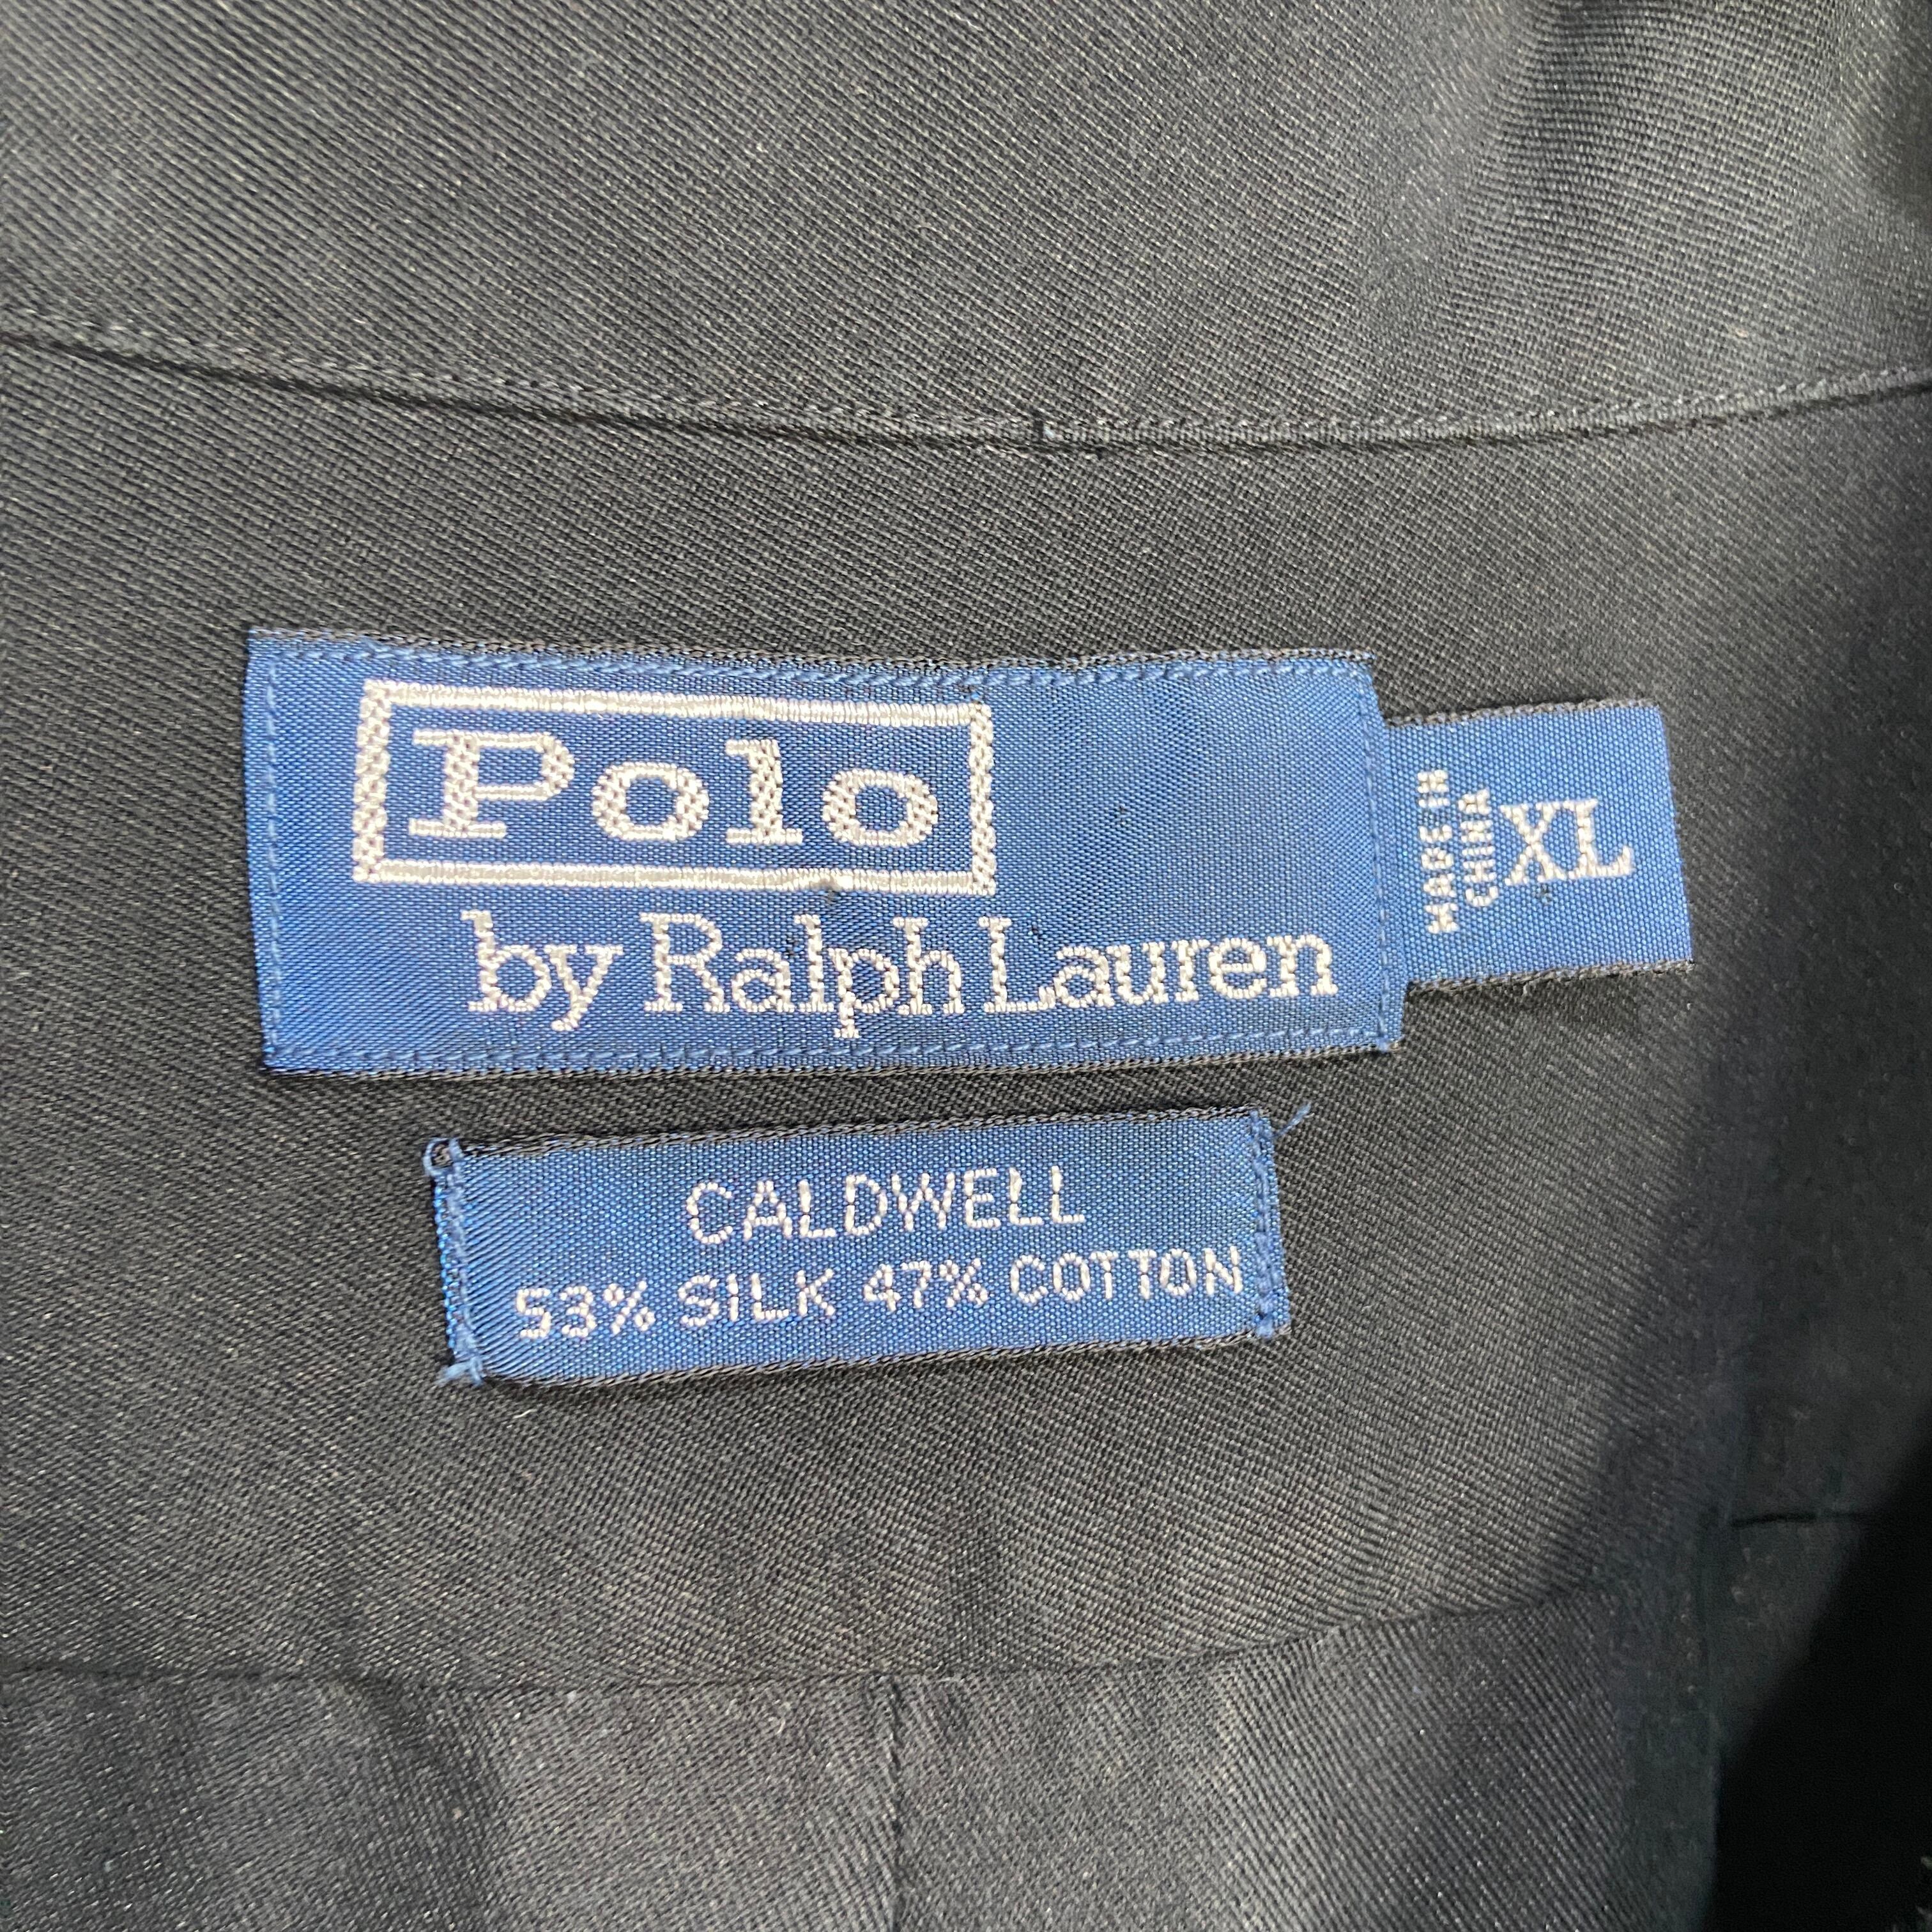 Polo
by Ralph Lauren
MADE IN
CHINA
XL
CALDWELL
53% SILK 47% COTTON